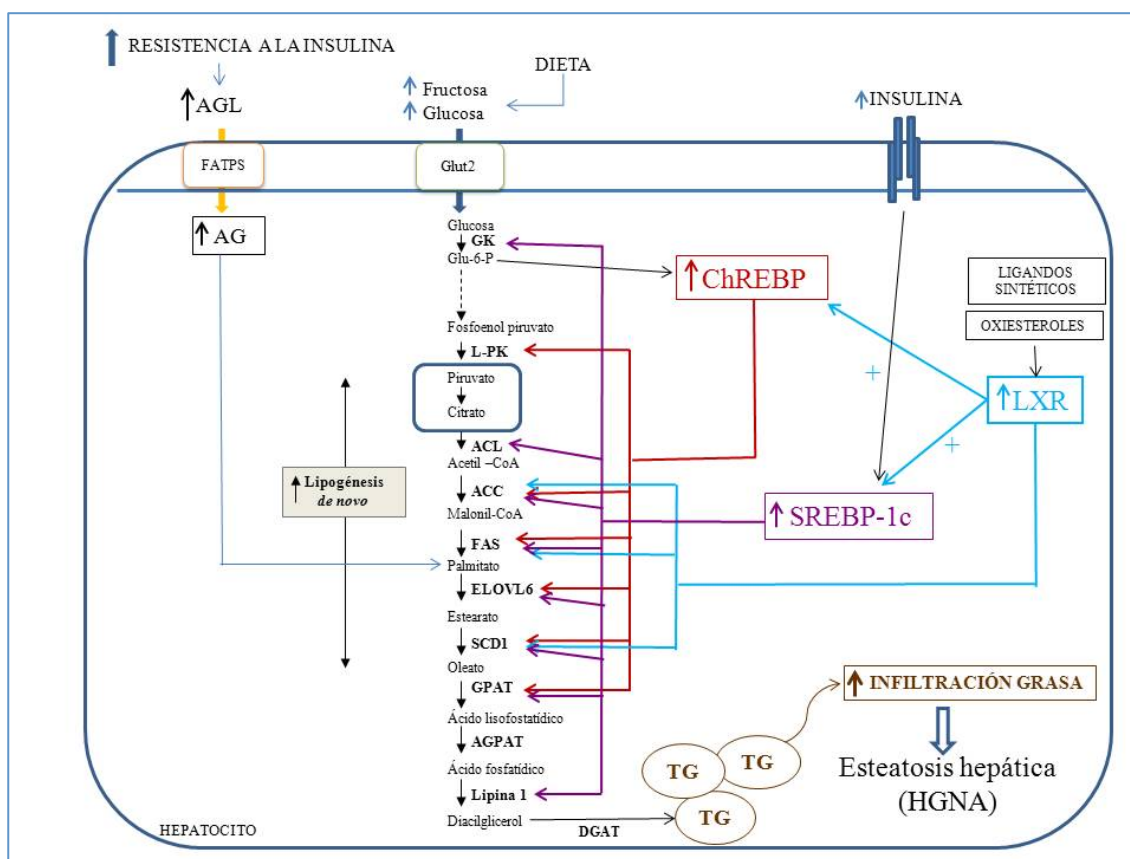 RESISTENCIA A LA INSULINA
AGL
FATPS
AG
DIETA
Fructosa
Glucosa
Glut2
INSULINA
Glucosa
GK
Glu-6-P
Fosfoenol piruvato
L-PK
Piruvato
Citrato
ACL
Acetil –CoA
ACC
Malonil-CoA
FAS
Palmitato
ELOVL6
Estearato
SCD1
Oleato
GPAT
Ácido lisofostatídico
AGPAT
Ácido fosfatídico
Lipina 1
Diacilglicerol
DGAT
Lipogénesis
de novo
ChREBP
LIGANDOS
SINTÉTICOS
OXIESTEROLES
LXR
+
+
SREBP-1c
TG
TG
TG
INFILTRACIÓN GRASA
Esteatosis hepática
(HGNA)
HEPATOCITO